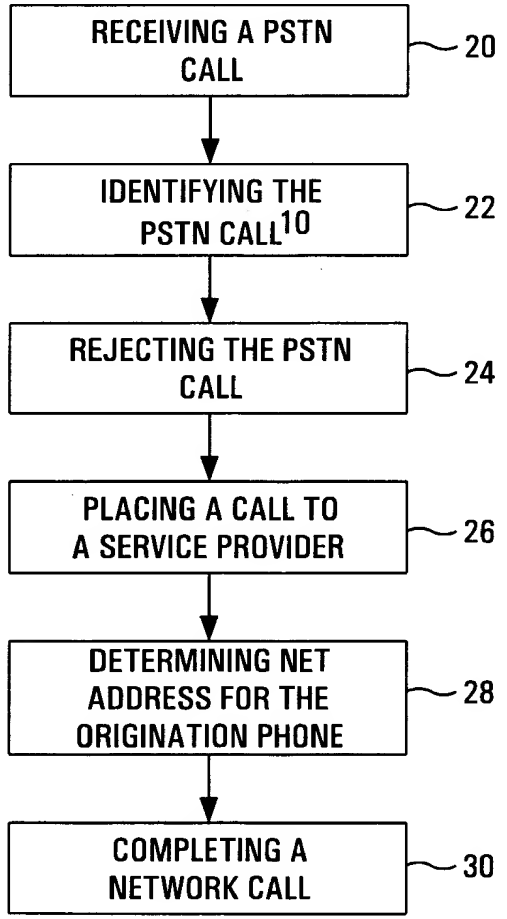 RECEIVING A PSTN
CALL
20
IDENTIFYING THE
PSTN CALL10
22
REJECTING THE PSTN
CALL
24
PLACING A CALL TO
A SERVICE PROVIDER
26
DETERMINING NET
ADDRESS FOR THE
ORIGINATION PHONE
28
COMPLETING A
NETWORK CALL
30